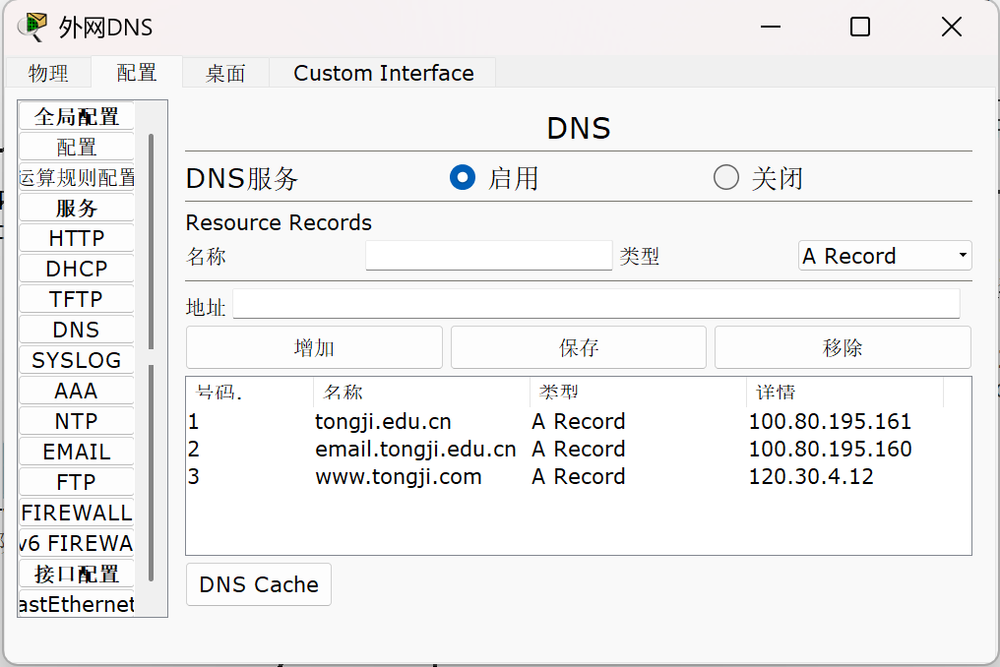 外网DNS
物理 配置 桌面 Custom Interface
全局配置
配置
运算规则配置
服务
HTTP
DHCP
TFTP
DNS
SYSLOG
AAA
NTP
EMAIL
FTP
FIREWALL
v6 FIREWA
接口配置
astEthernet
DNS
DNS服务 启用 关闭
Resource Records
名称 类型 A Record
地址
增加 保存 移除
号码. 名称 类型 详情
1 tongji.edu.cn A Record 100.80.195.161
2 email.tongji.edu.cn A Record 100.80.195.160
3 www.tongji.com A Record 120.30.4.12
DNS Cache